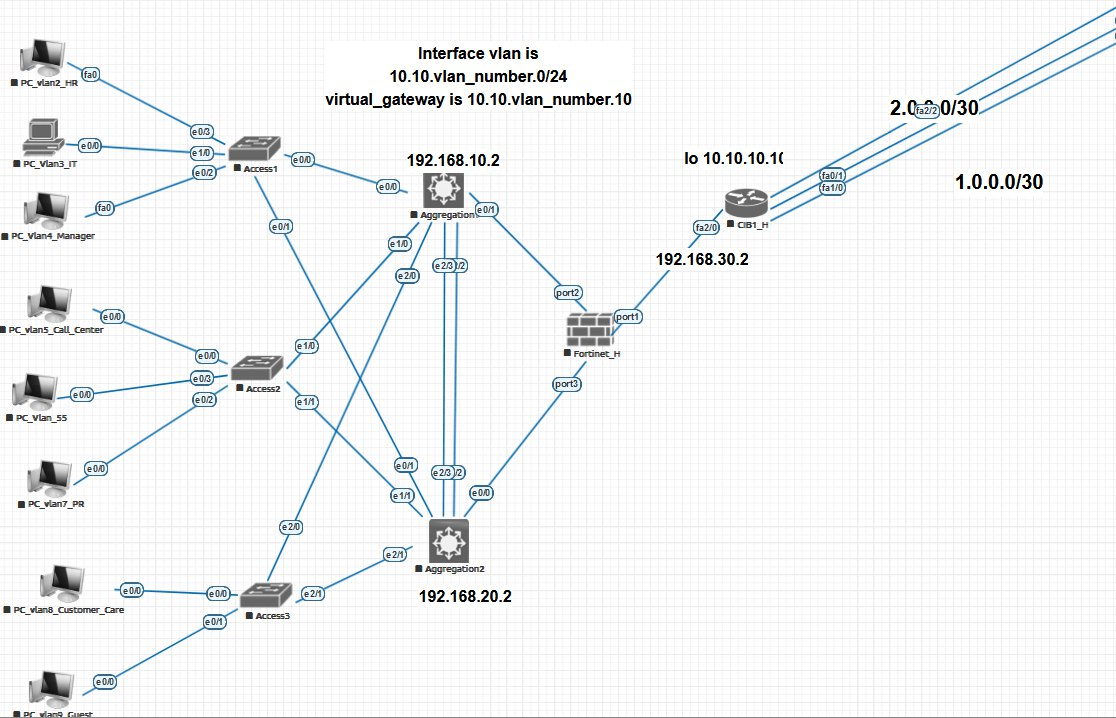 Interface vlan is
10.10.vlan_number.0/24
virtual_gateway is 10.10.vlan_number.10
PC_vlan2_HR
fa0
e0/3
PC_Vlan3_IT
e0/0
e1/0
PC_Vlan4_Manager
fa0
e0/2
Access1
e0/0
e0/1
e0/0
192.168.10.2
Aggregation
e0/1
e1/0
e2/0
e2/3
/2
PC_vlan5_Call_Center
e0/0
e0/0
PC_Vlan_55
e0/0
e0/3
PC_vlan7_PR
e0/0
e0/2
Access2
e1/0
e1/1
port2
port1
Fortinet_H
port3
192.168.30.2
fa2/0
CIB1_H
lo 10.10.10.10
fa0/1
fa1/0
fa2/2
2.0.0.0/30
1.0.0.0/30
e0/1
e1/1
e2/3
/2
e0/0
Aggregation2
192.168.20.2
e2/0
e2/1
PC_vlan8_Customer_Care
e0/0
e0/0
Access3
e2/1
e0/1
e0/0
PC_vlan9_Guest